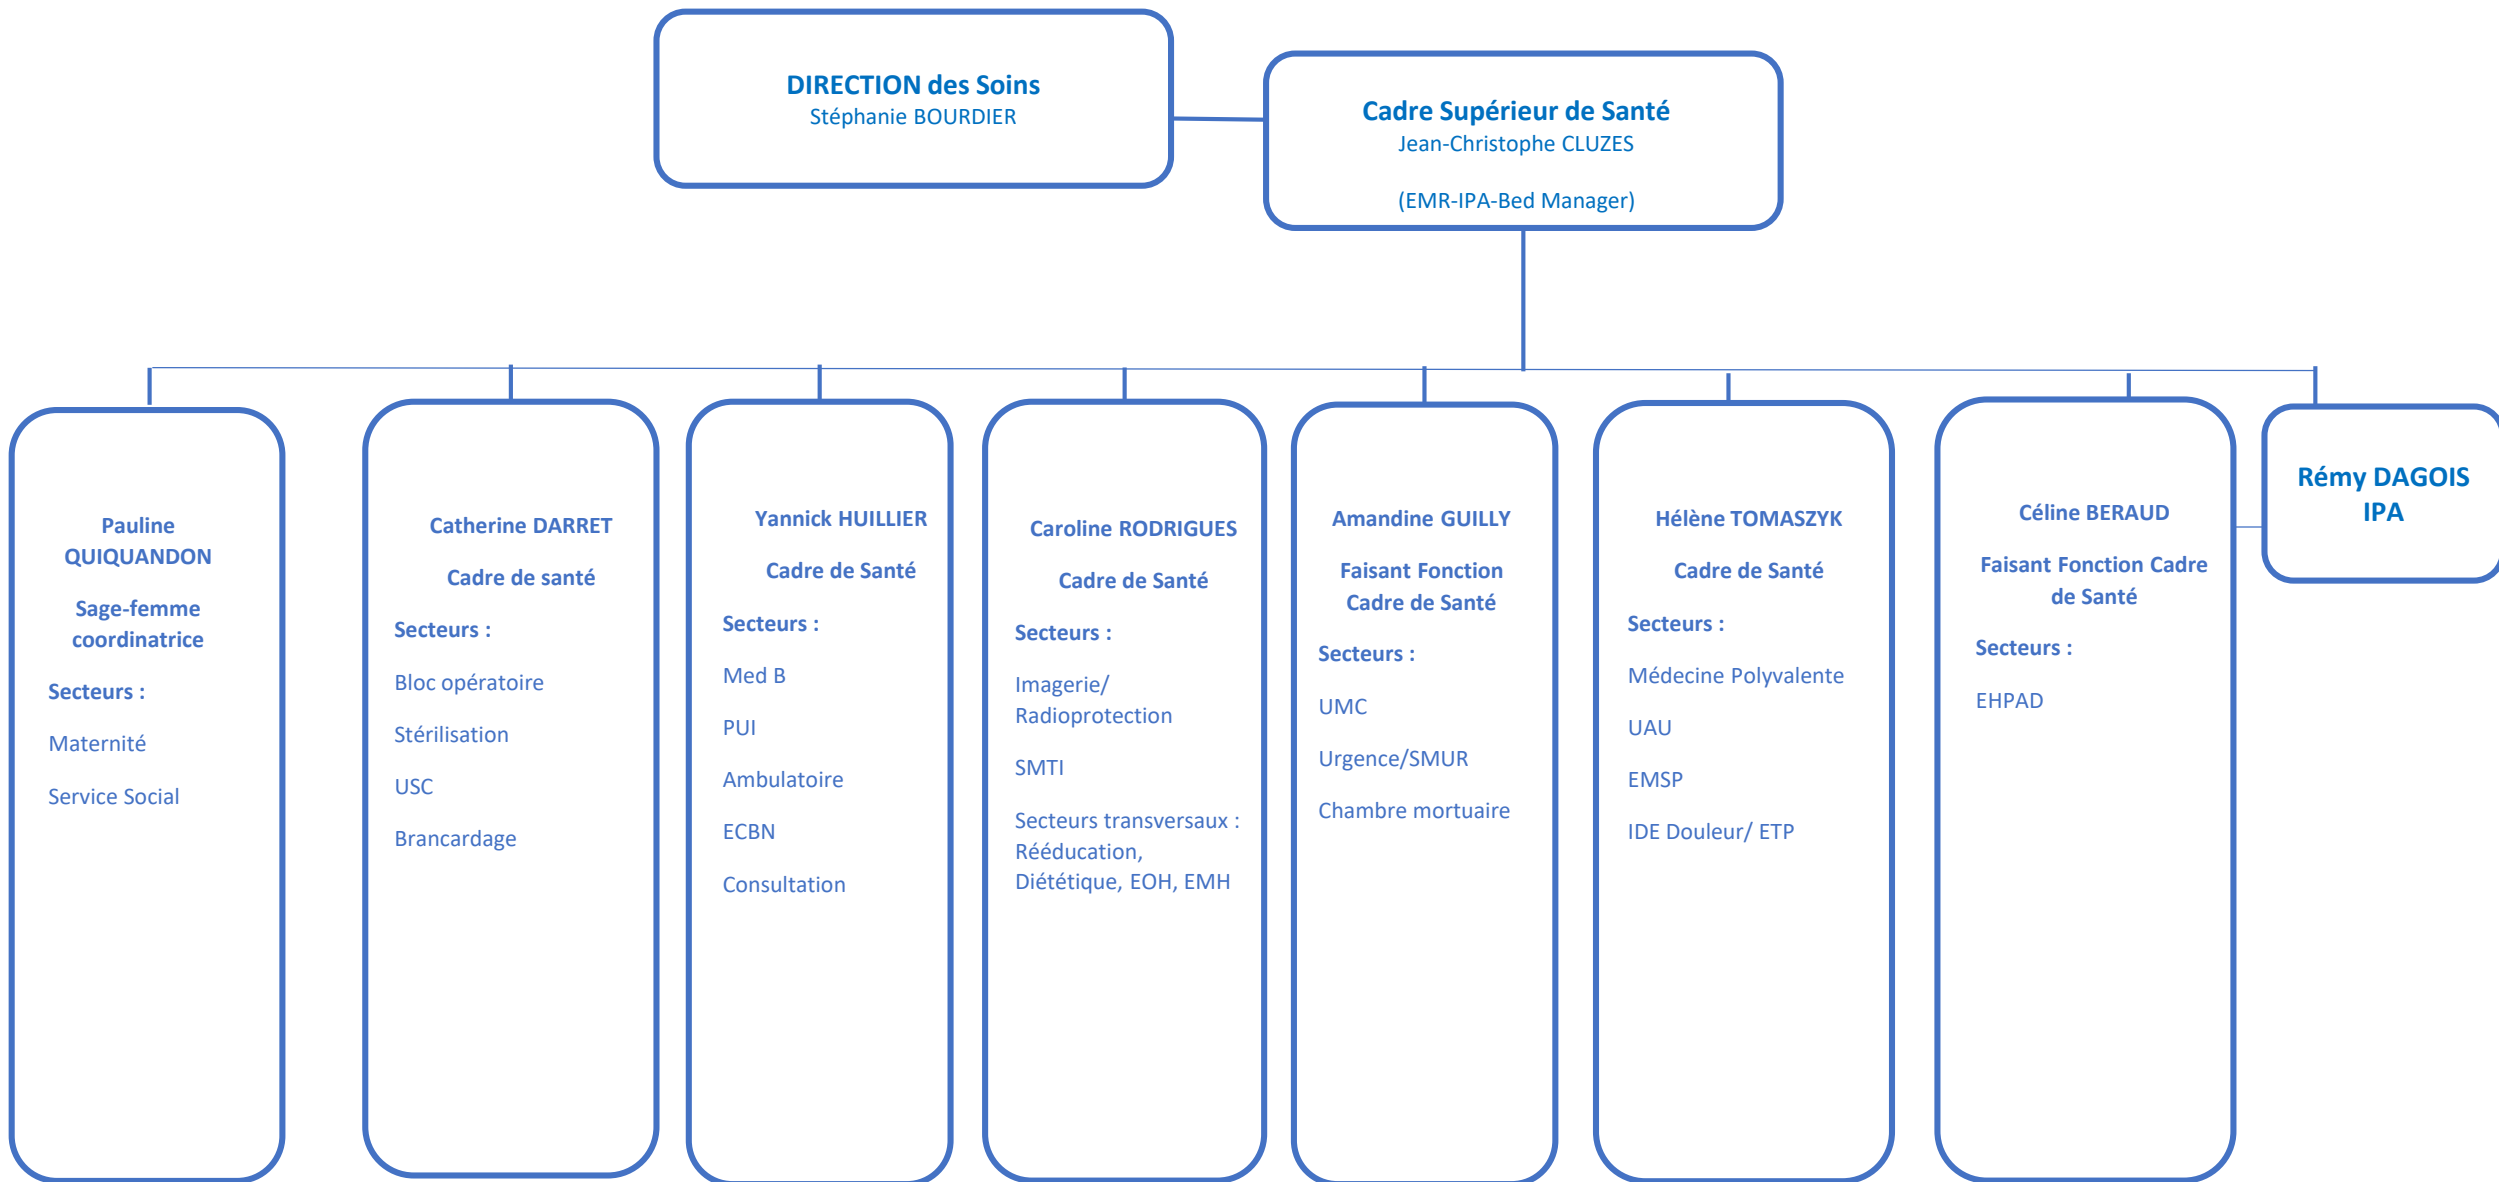 DIRECTION des Soins
Stéphanie BOURDIER
Cadre Supérieur de Santé
Jean-Christophe CLUZES
(EMR-IPA-Bed Manager)
Pauline
QUIQUANDON
Sage-femme
coordinatrice
Secteurs :
Maternité
Service Social
Catherine DARRET
Cadre de santé
Secteurs :
Bloc opératoire
Stérilisation
USC
Brancardage
Yannick HUILLIER
Cadre de Santé
Secteurs :
Med B
PUI
Ambulatoire
ECBN
Consultation
Caroline RODRIGUES
Cadre de Santé
Secteurs :
Imagerie/
Radioprotection
SMTI
Secteurs transversaux :
Rééducation,
Diététique, EOH, EMH
Amandine GUILLY
Faisant Fonction
Cadre de Santé
Secteurs :
UMC
Urgence/SMUR
Chambre mortuaire
Hélène TOMASZYK
Cadre de Santé
Secteurs :
Médecine Polyvalente
UAU
EMSP
IDE Douleur/ ETP
Céline BERAUD
Faisant Fonction Cadre
de Santé
Secteurs :
EHPAD
Rémy DAGOIS
IPA